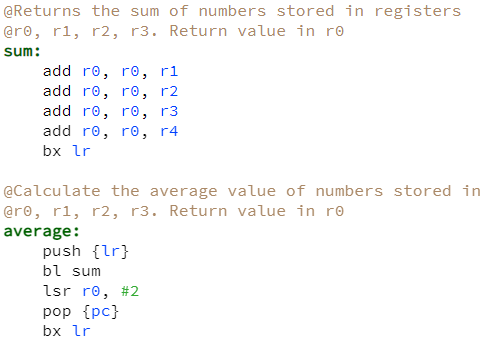 @Returns the sum of numbers stored in registers
@r0, r1, r2, r3. Return value in r0
sum:
    add r0, r0, r1
    add r0, r0, r2
    add r0, r0, r3
    add r0, r0, r4
    bx lr

@Calculate the average value of numbers stored in
@r0, r1, r2, r3. Return value in r0
average:
    push {lr}
    bl sum
    lsr r0, #2
    pop {pc}
    bx lr